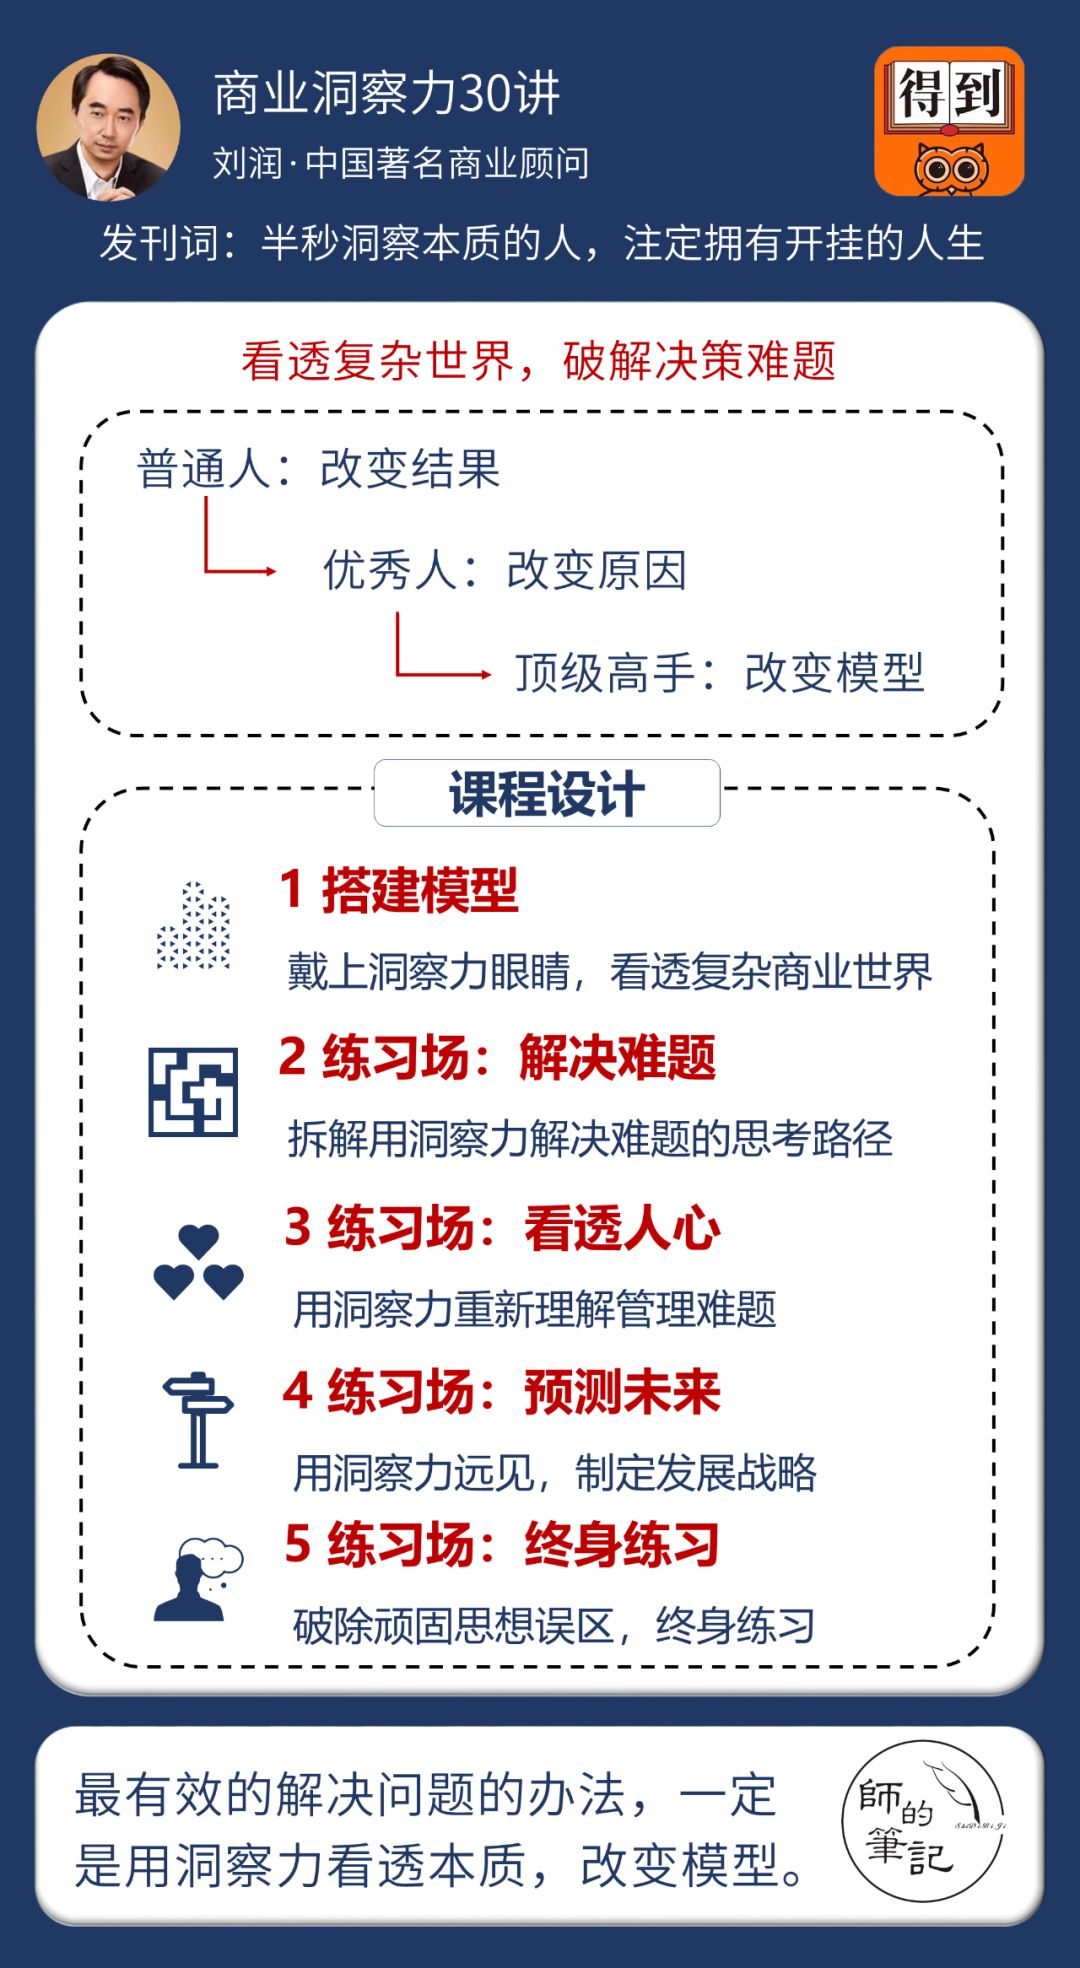 商业洞察力30讲
得到
刘润·中国著名商业顾问
发刊词：半秒洞察本质的人，注定拥有开挂的人生
看透复杂世界，破解决策难题
普通人：改变结果
优秀人：改变原因
顶级高手：改变模型
课程设计
1 搭建模型
戴上洞察力眼睛，看透复杂商业世界
2 练习场：解决难题
拆解用洞察力解决难题的思考路径
3 练习场：看透人心
用洞察力重新理解管理难题
4 练习场：预测未来
用洞察力远见，制定发展战略
5 练习场：终身练习
破除顽固思想误区，终身练习
最有效的解决问题的办法，一定
是用洞察力看透本质，改变模型。
師的
筆記
ShiDeBiJi